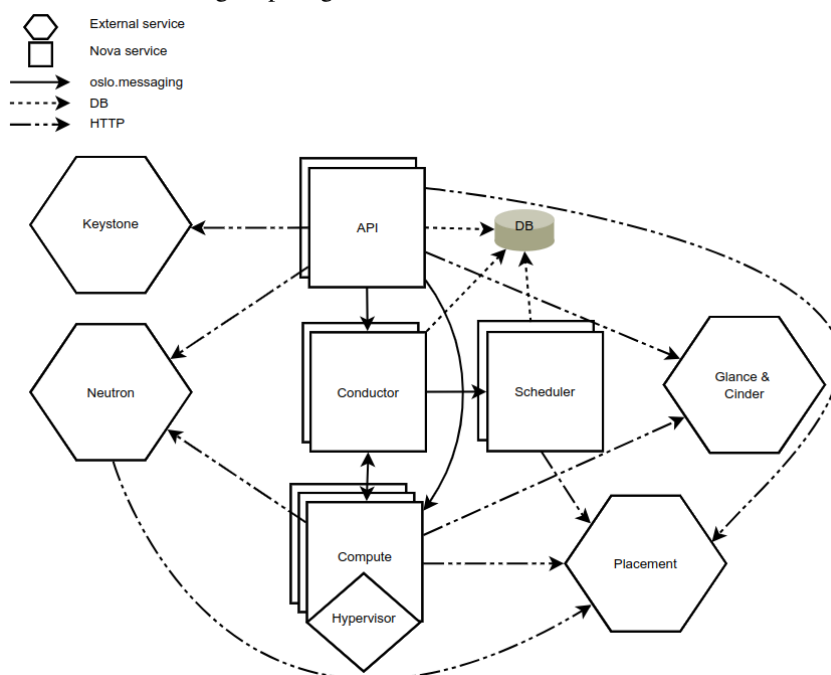 External service
Nova service
oslo.messaging
DB
HTTP
Keystone
API
DB
Neutron
Conductor
Scheduler
Glance &
Cinder
Compute
Placement
Hypervisor